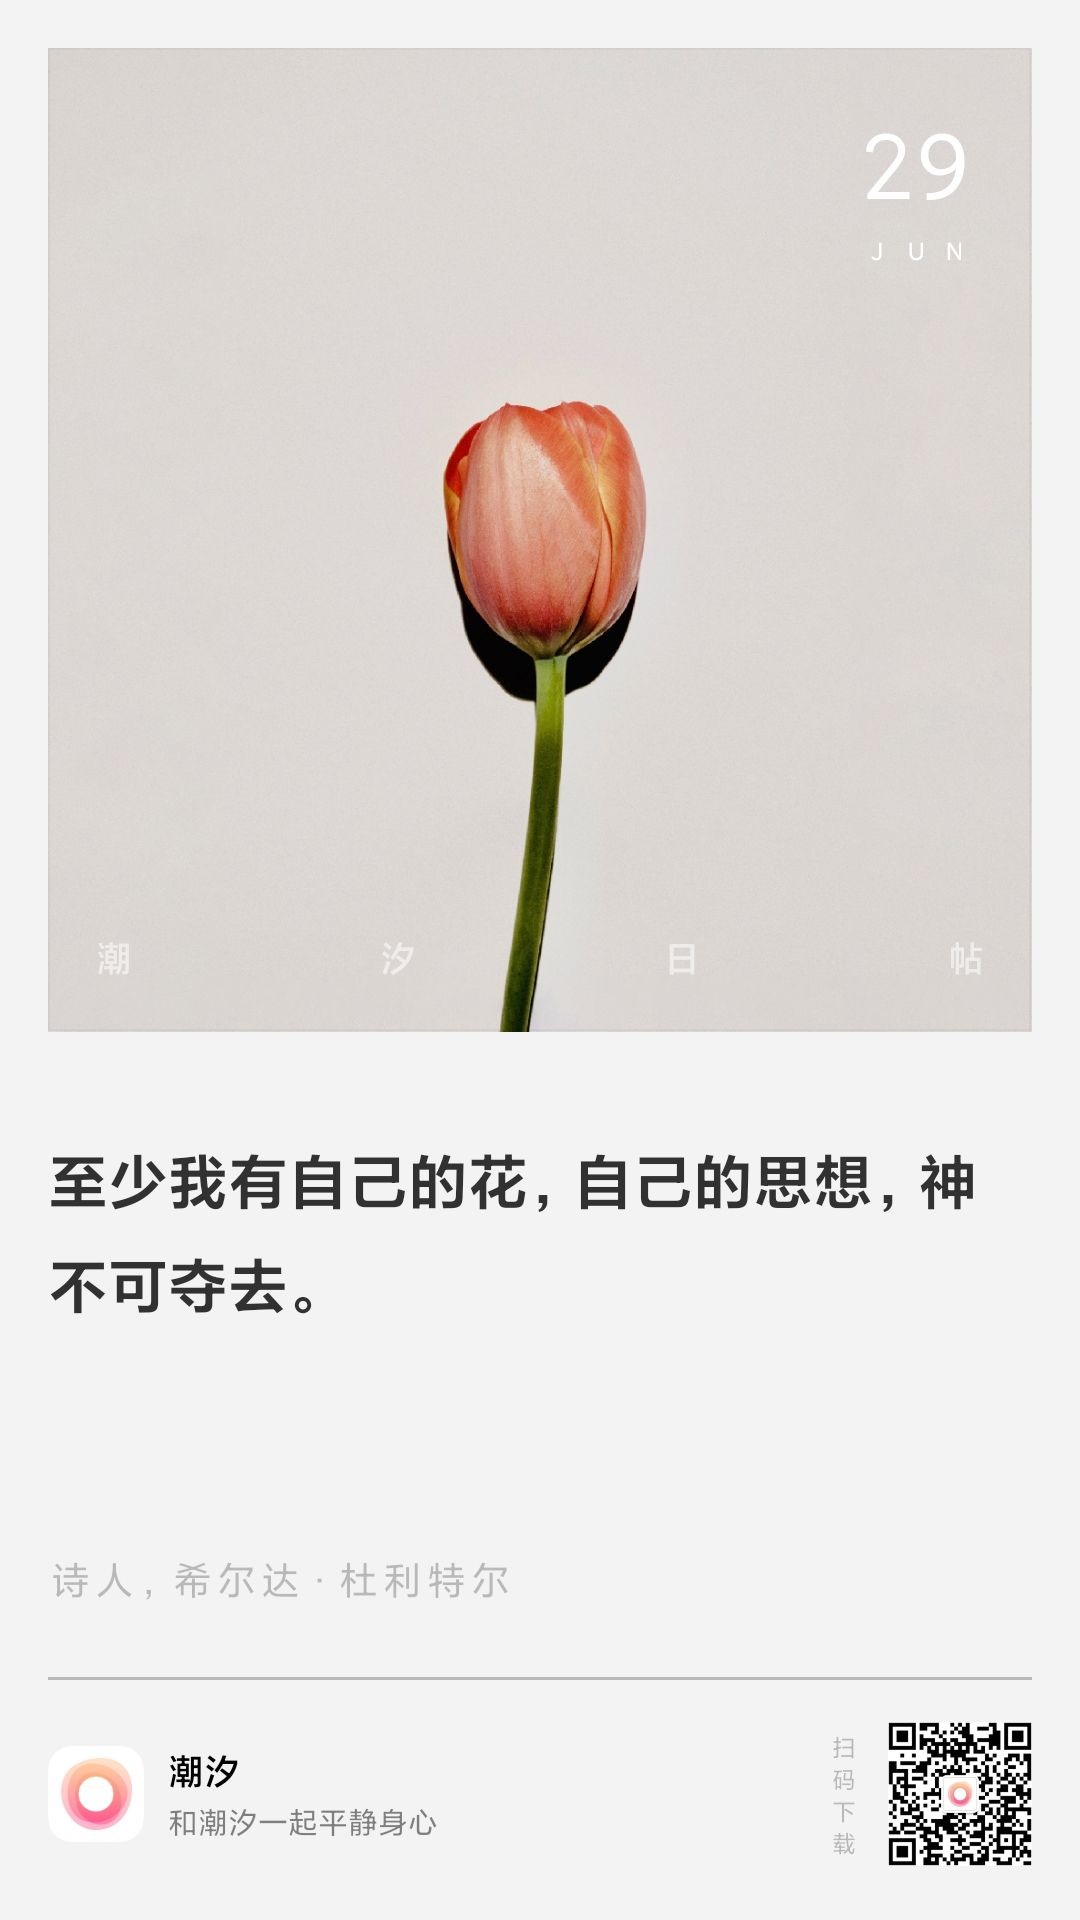 29
JUN
潮汐日帖
至少我有自己的花，自己的思想，神
不可夺去。
诗人，希尔达·杜利特尔
潮汐
和潮汐一起平静身心
扫码下载